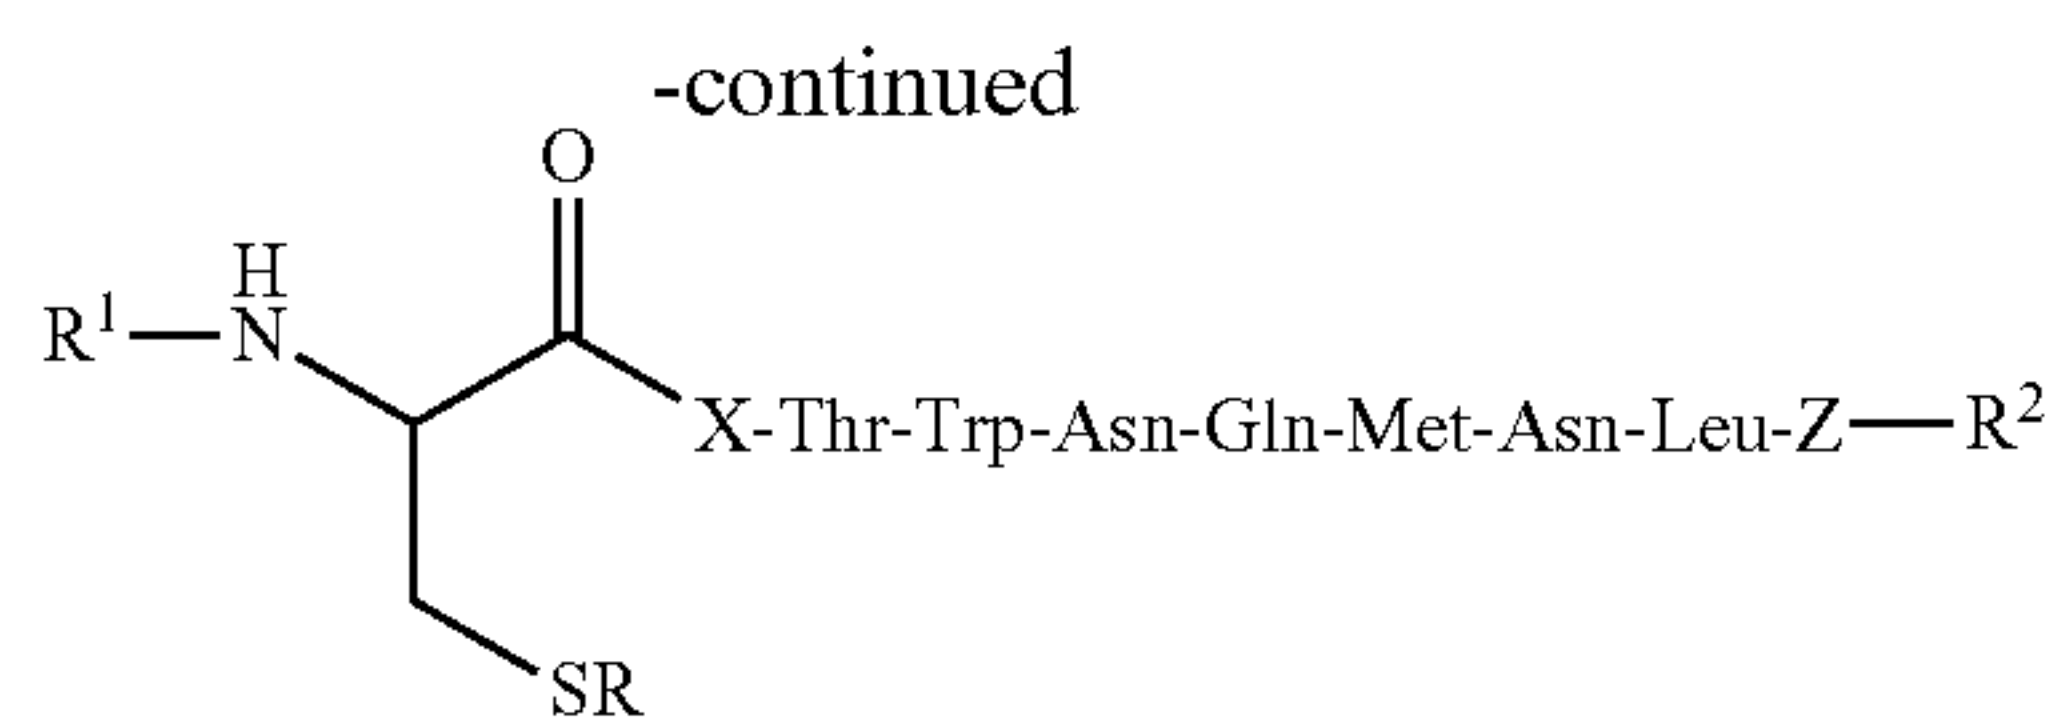 -continued
O
H
R¹—N
X-Thr-Trp-Asn-Gln-Met-Asn-Leu-Z—R²
SR